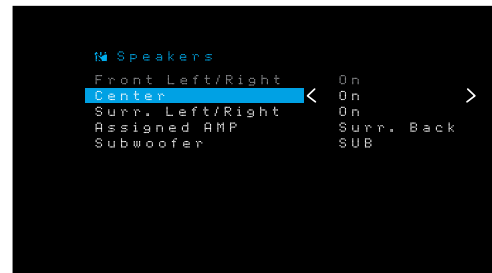 Speakers
Front Left/Right On
Center < On >
Surr. Left/Right On
Assigned AMP Surr. Back
Subwoofer SUB